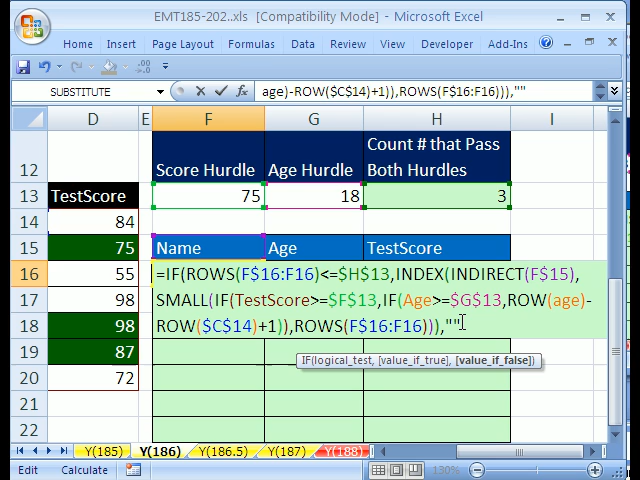 EMT185-202..xls [Compatibility Mode] - Microsoft Excel
Home Insert Page Layout Formulas Data Review View Developer Add-Ins
SUBSTITUTE age)-ROW($C$14)+1)),ROWS(F$16:F16))),""
D E F G H I
12 Score Hurdle Age Hurdle Count # that Pass Both Hurdles
13 TestScore 75 18 3
14 84
15 75 Name Age TestScore
16 55 =IF(ROWS(F$16:F16)<=$H$13,INDEX(INDIRECT(F$15),
17 98 SMALL(IF(TestScore>=$F$13,IF(Age>=$G$13,ROW(age)-
18 98 ROW($C$14)+1)),ROWS(F$16:F16))),""
19 87 IF(logical_test, [value_if_true], [value_if_false])
20 72
21
22
Y(185) Y(186) Y(186.5) Y(187) Y(188)
Edit Calculate 130%